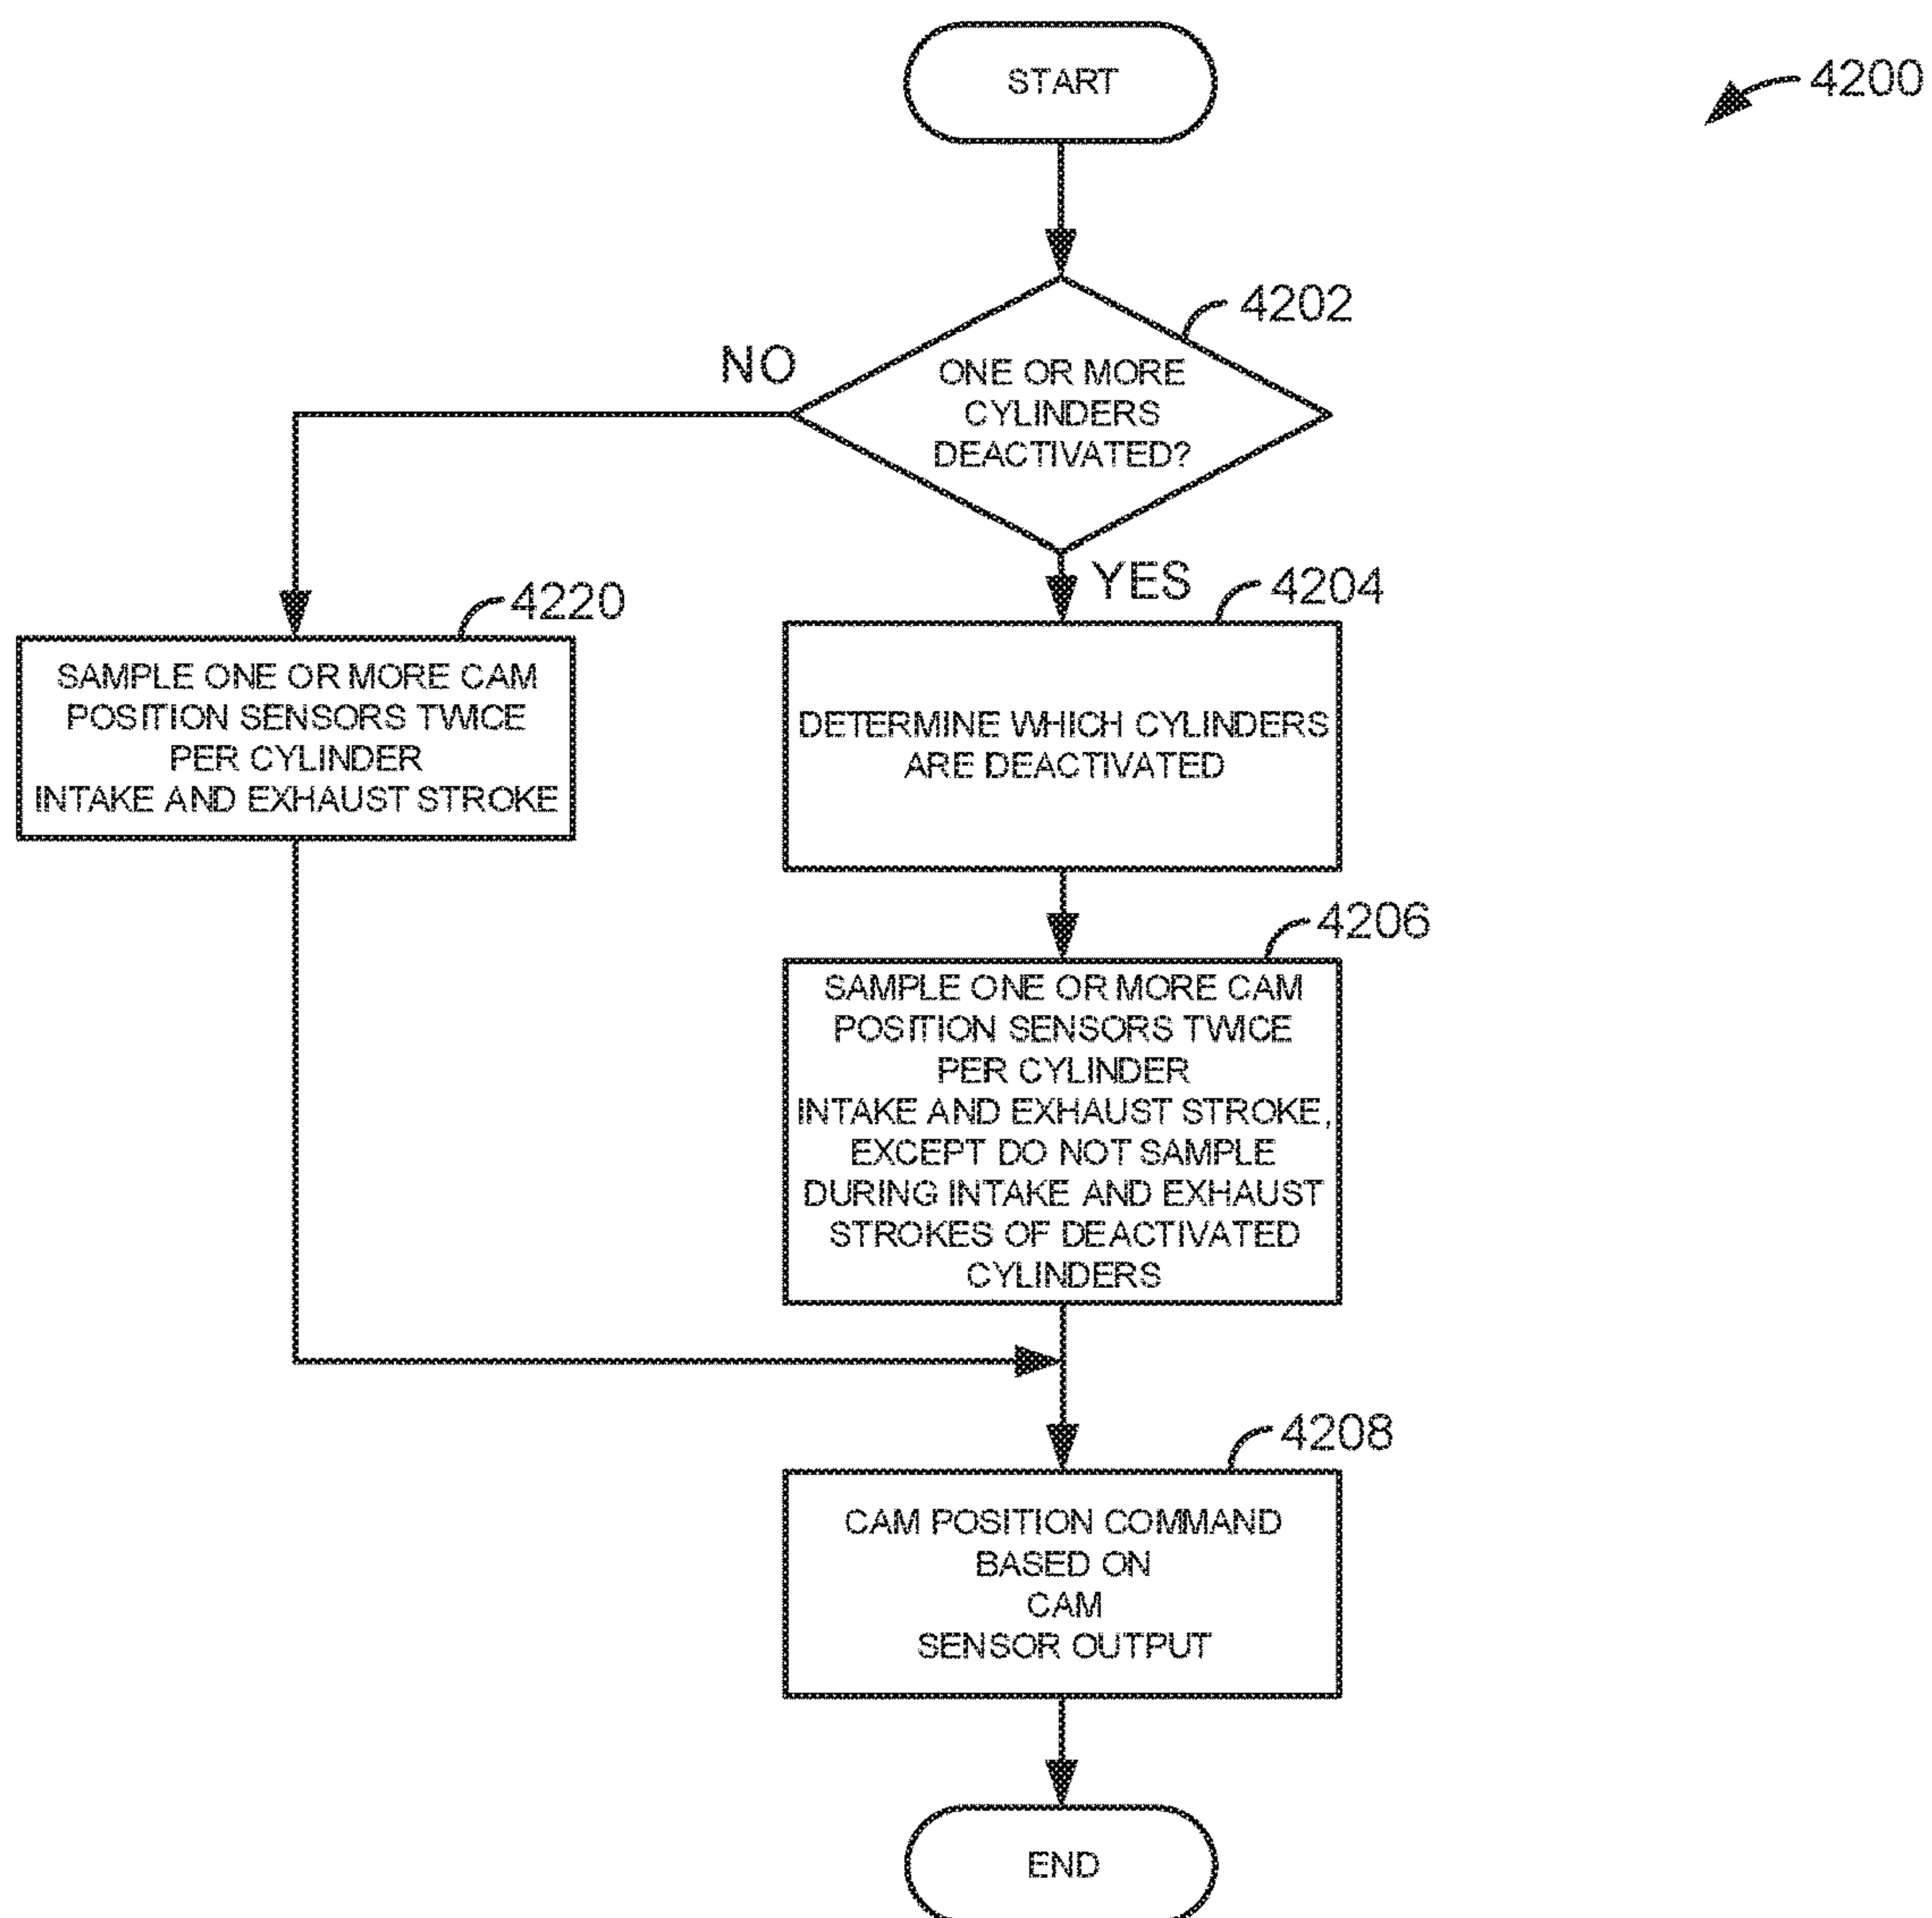 START
4200
4202
NO
ONE OR MORE
CYLINDERS
DEACTIVATED?
YES
4204
4220
SAMPLE ONE OR MORE CAM
POSITION SENSORS TWICE
PER CYLINDER
INTAKE AND EXHAUST STROKE
DETERMINE WHICH CYLINDERS
ARE DEACTIVATED
4206
SAMPLE ONE OR MORE CAM
POSITION SENSORS TWICE
PER CYLINDER
INTAKE AND EXHAUST STROKE,
EXCEPT DO NOT SAMPLE
DURING INTAKE AND EXHAUST
STROKES OF DEACTIVATED
CYLINDERS
4208
CAM POSITION COMMAND
BASED ON
CAM
SENSOR OUTPUT
END